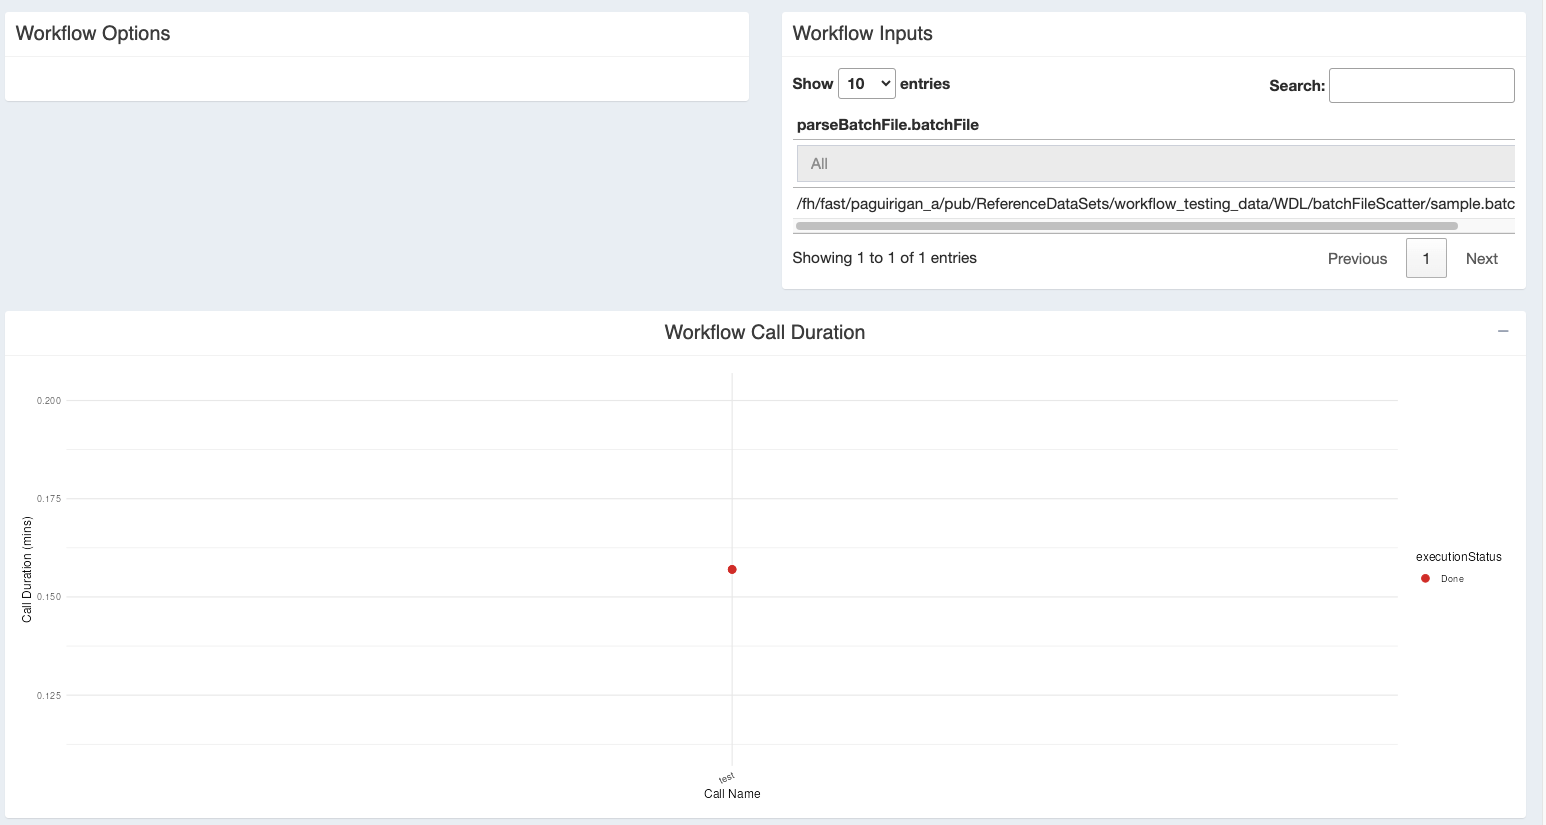 Workflow Options
Workflow Inputs
Show 10 entries
Search:
parseBatchFile.batchFile
All
/fh/fast/paguirigan_a/pub/ReferenceDataSets/workflow_testing_data/WDL/batchFileScatter/sample.batc
Showing 1 to 1 of 1 entries
Previous 1 Next
Workflow Call Duration
0.200
0.175
0.150
0.125
Call Duration (mins)
test
Call Name
executionStatus
Done